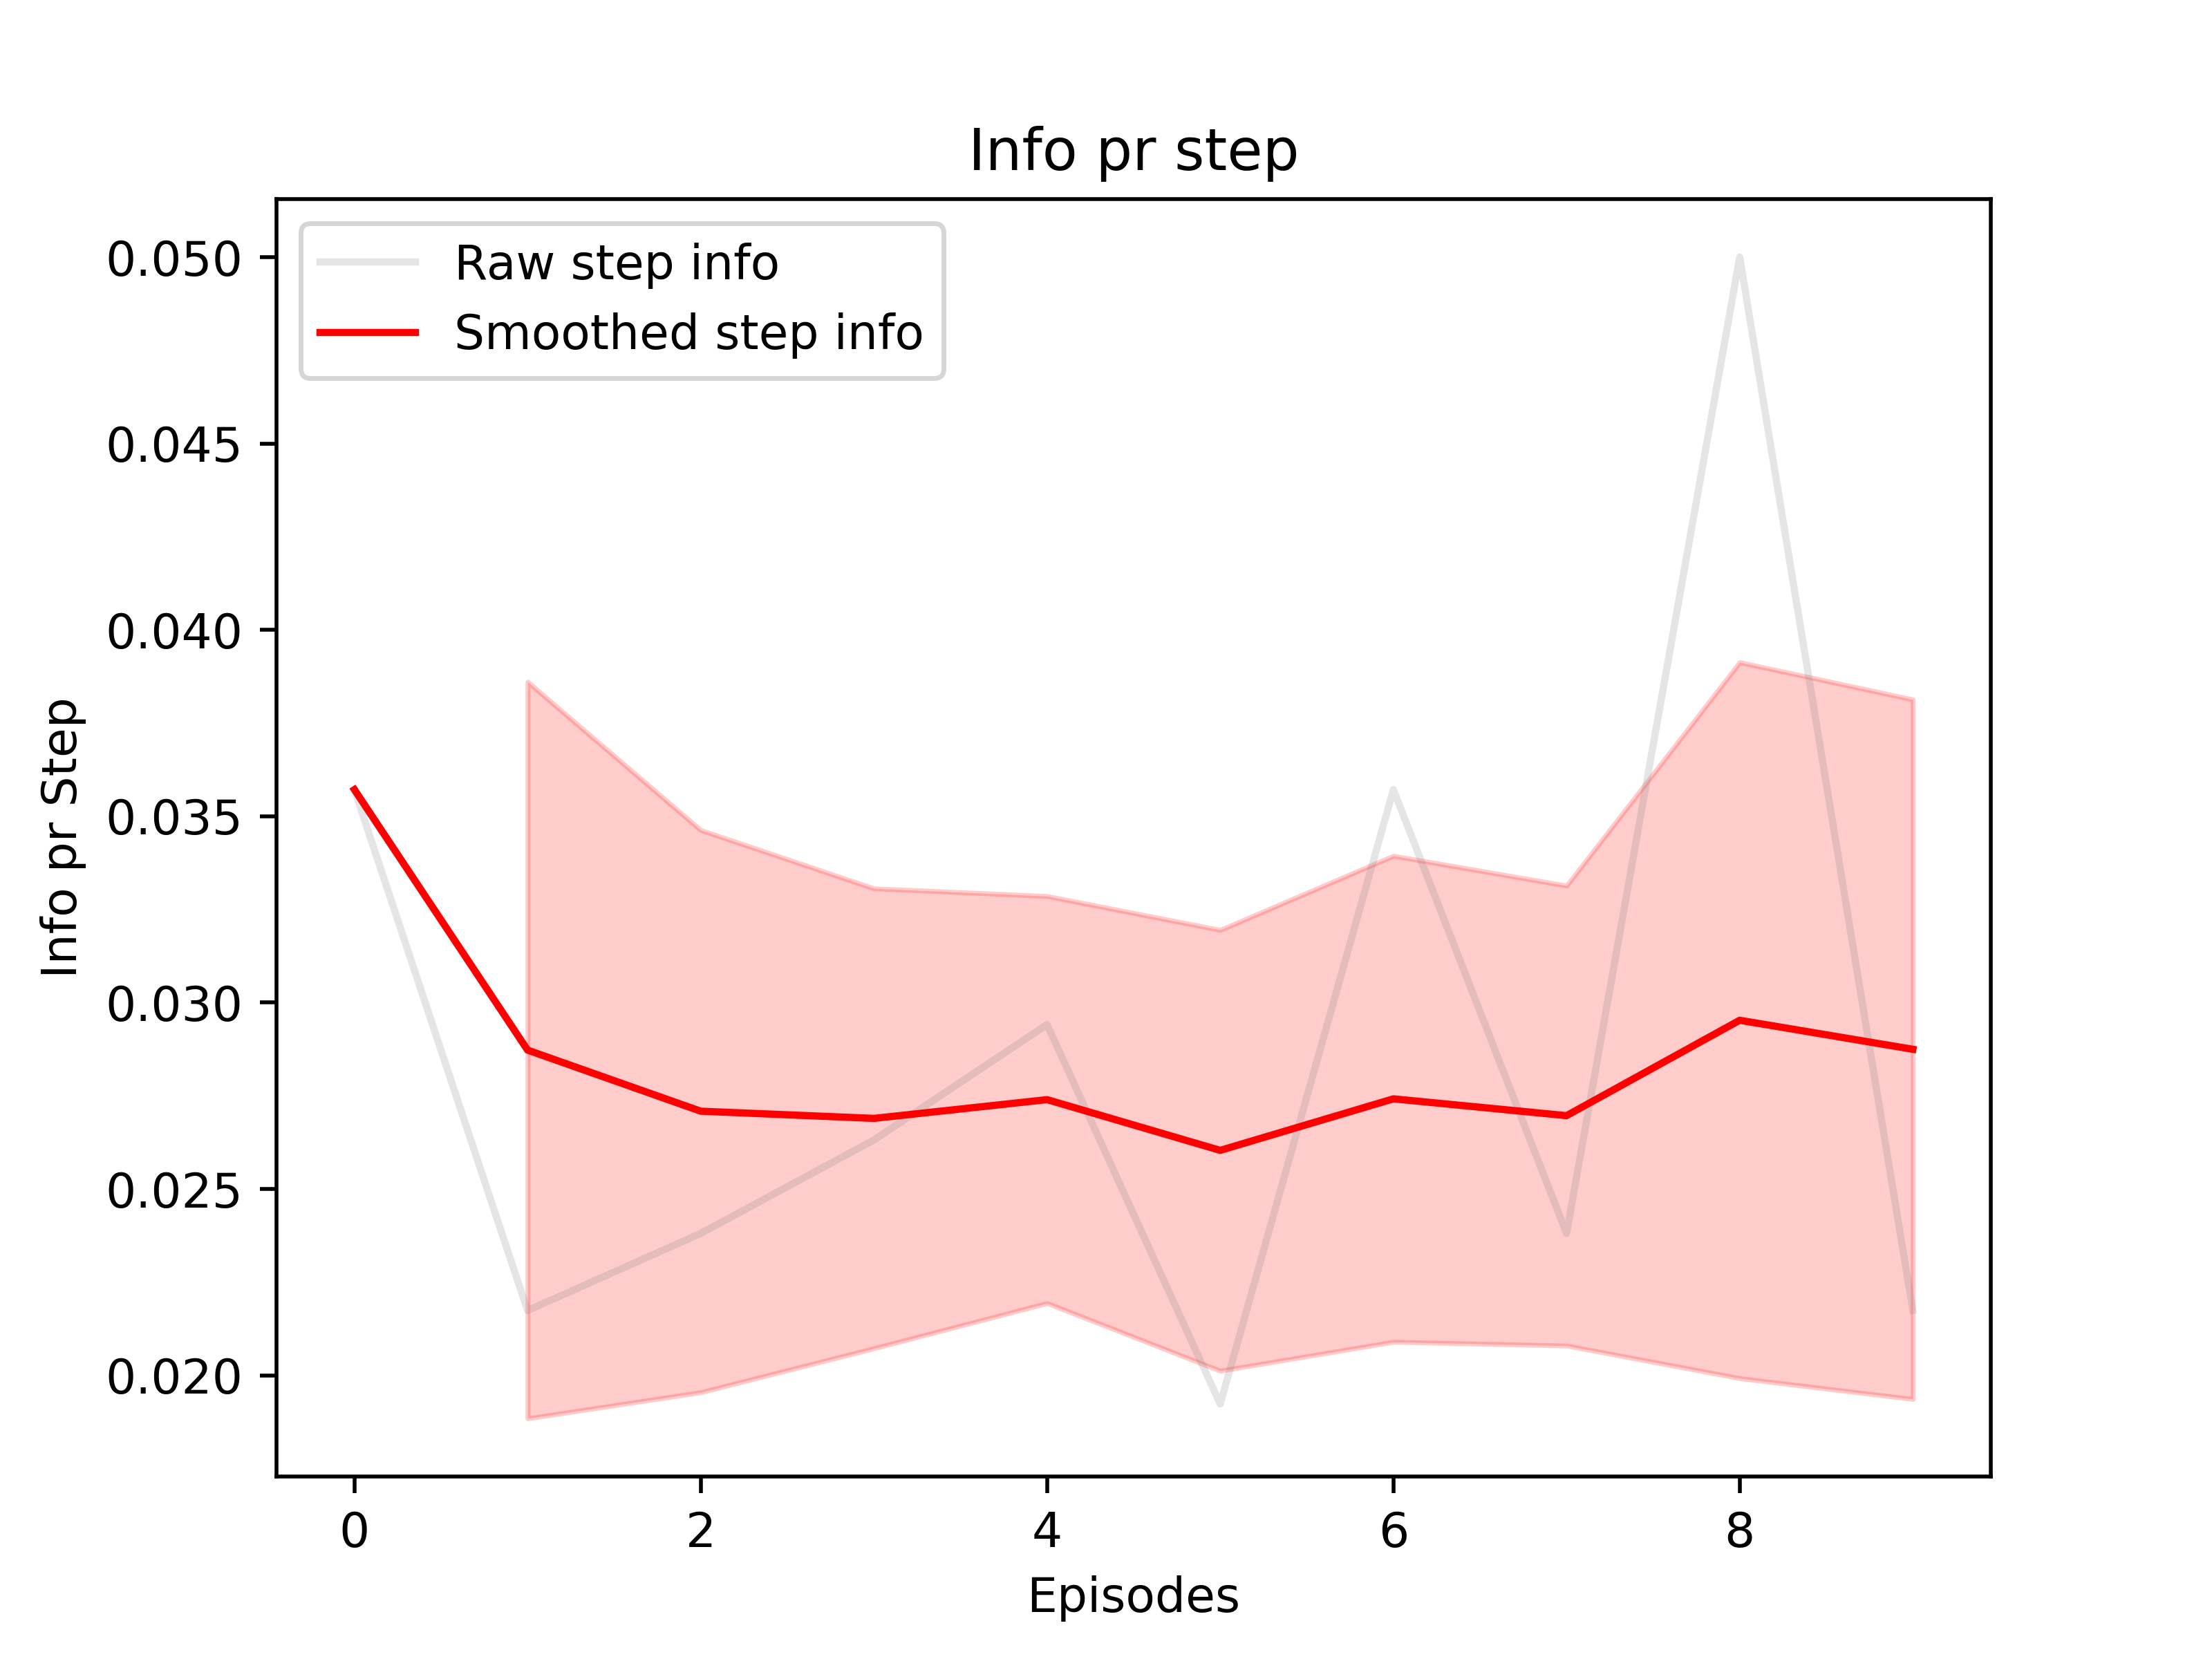 Info pr step
Raw step info
Smoothed step info
0.050
0.045
0.040
0.035
0.030
0.025
0.020
Info pr Step
0 2 4 6 8
Episodes